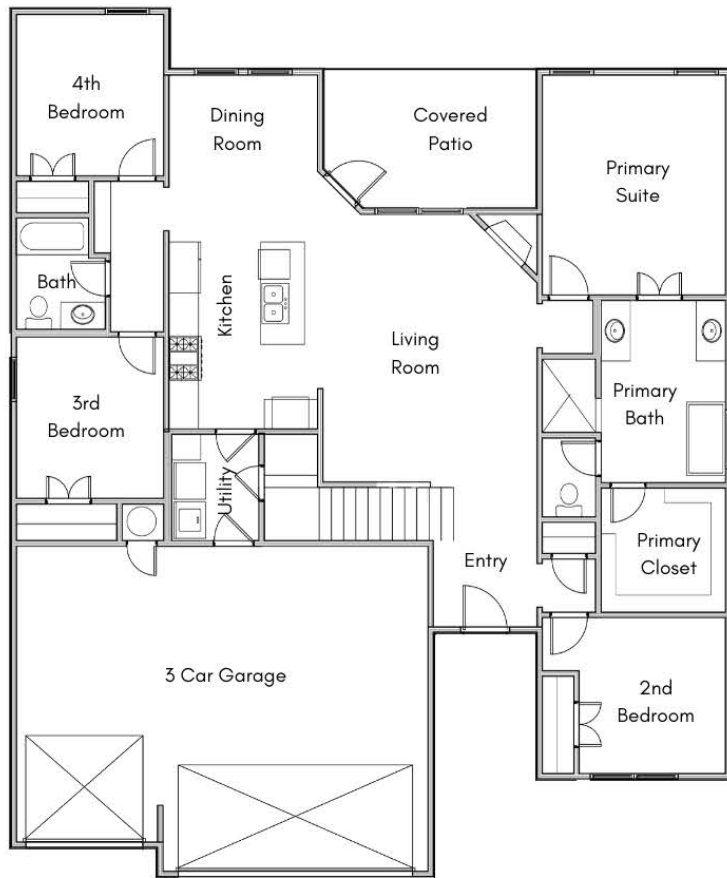 4th
Bedroom
Dining
Room
Covered
Patio
Primary
Suite
Bath
Kitchen
Living
Room
3rd
Bedroom
Primary
Bath
Utility
Entry
Primary
Closet
3 Car Garage
2nd
Bedroom